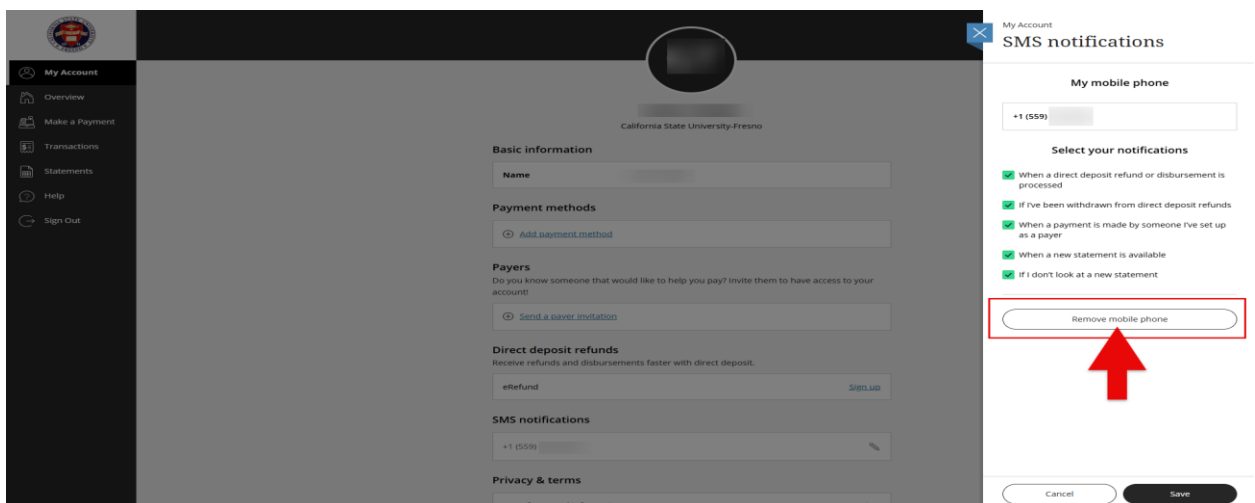 My Account
Overview
Make a Payment
Transactions
Statements
Help
Sign Out
California State University-Fresno
Basic information
Name
Payment methods
Add payment method
Payers
Do you know someone that would like to help you pay? Invite them to have access to your
account!
Send a payer invitation
Direct deposit refunds
Receive refunds and disbursements faster with direct deposit.
eRefund Sign up
SMS notifications
+1 (559)
Privacy & terms
My Account
SMS notifications
My mobile phone
+1 (559)
Select your notifications
When a direct deposit refund or disbursement is
processed
If I've been withdrawn from direct deposit refunds
When a payment is made by someone I've set up
as a payer
When a new statement is available
If I don't look at a new statement
Remove mobile phone
Cancel Save